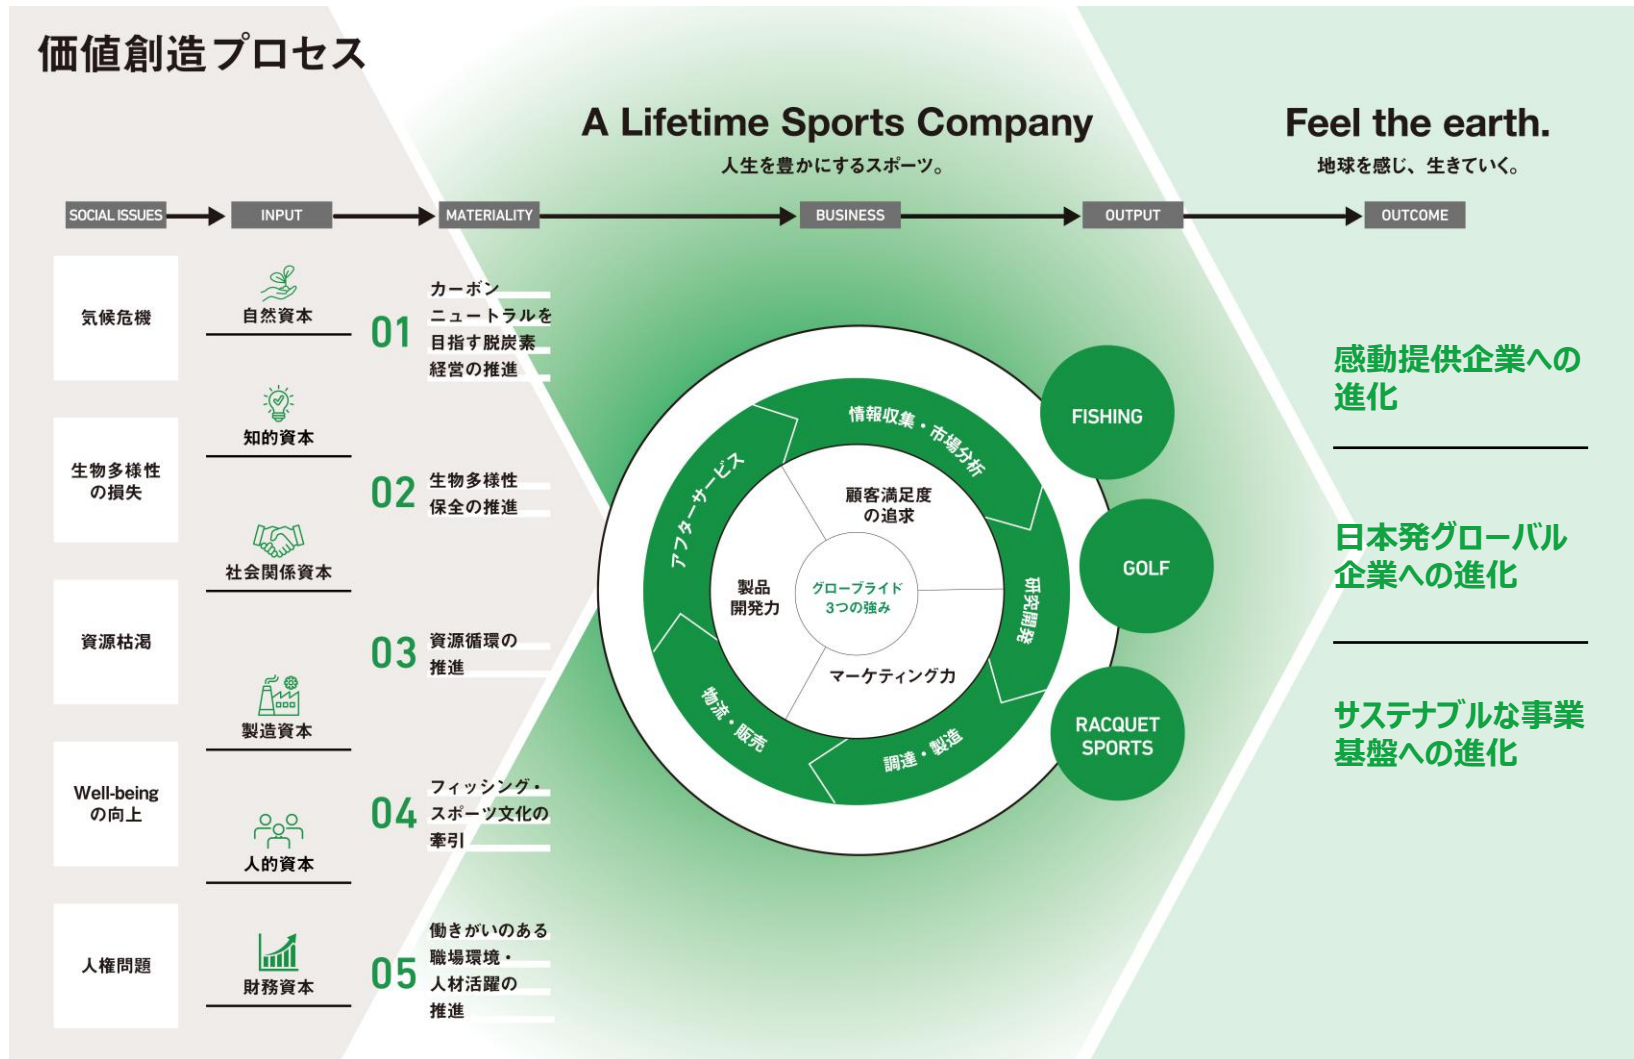 価値創造プロセス
A Lifetime Sports Company
人生を豊かにするスポーツ。
Feel the earth.
地球を感じ、生きていく。
SOCIAL ISSUES
INPUT
MATERIALITY
BUSINESS
OUTPUT
OUTCOME
気候危機
生物多様性
の損失
資源枯渇
Well-being
の向上
人権問題
自然資本
知的資本
社会関係資本
製造資本
人的資本
財務資本
01
カーボン
ニュートラルを
目指す脱炭素
経営の推進
02
生物多様性
保全の推進
03
資源循環の
推進
04
フィッシング・
スポーツ文化の
牽引
05
働きがいのある
職場環境・
人材活躍の
推進
情報収集・市場分析
研究開発
調達・製造
物流・販売
アフターサービス
顧客満足度
の追求
製品
開発力
マーケティング力
グローブライド
3つの強み
FISHING
GOLF
RACQUET
SPORTS
感動提供企業への
進化
日本発グローバル
企業への進化
サステナブルな事業
基盤への進化